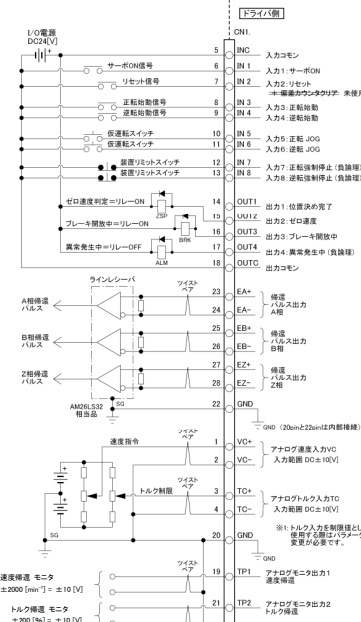 ドライバ側
I/O電源
DC24[V]
CN1.
5 INC 入力コモン
サーボON信号 6 IN 1 入力1:サーボON
リセット信号 7 IN 2 入力2:リセット
偏差カウンタクリア 未使用
正転始動信号 8 IN 3 入力3:正転始動
逆転始動信号 9 IN 4 入力4:逆転始動
仮運転スイッチ 10 IN 5 入力5:正転 JOG
仮運転スイッチ 11 IN 6 入力6:逆転 JOG
装置リミットスイッチ 12 IN 7 入力7:正転強制停止(負論理)
装置リミットスイッチ 13 IN 8 入力8:逆転強制停止(負論理)
ゼロ速度判定=リレーON 14 OUT1 出力1:位置決め完了
ZSP 15 OUT2 出力2:ゼロ速度
ブレーキ開放中=リレーON 16 OUT3 出力3:ブレーキ開放中
BRK
異常発生中=リレーOFF 17 OUT4 出力4:異常発生中(負論理)
ALM 18 OUTC 出力コモン
ラインレシーバ
ツイスト
ペア
A相帰還
パルス
23 EA+
24 EA-
帰還
パルス出力
A相
B相帰還
パルス
25 EB+
26 EB-
帰還
パルス出力
B相
Z相帰還
パルス
27 EZ+
28 EZ-
帰還
パルス出力
Z相
AM26LS32
相当品
SG
22 GND
GND (20pinと22pinは内部接続)
ツイスト
ペア
速度指令 1 VC+
2 VC-
アナログ速度入力VC
入力範囲 DC±10[V]
トルク制限 3 TC+
4 TC-
アナログトルク入力TC
入力範囲 DC±10[V]
※1:トルク入力を制限値とし
使用する際はパラメータ
変更が必要です。
SG
20 GND
GND
ツイスト
ペア
速度帰還 モニタ
±2000 [min⁻¹] = ±10 [V]
19 TP1 アナログモニタ出力1
速度帰還
トルク帰還 モニタ
±200 [%] = ±10 [V]
21 TP2 アナログモニタ出力2
トルク帰還